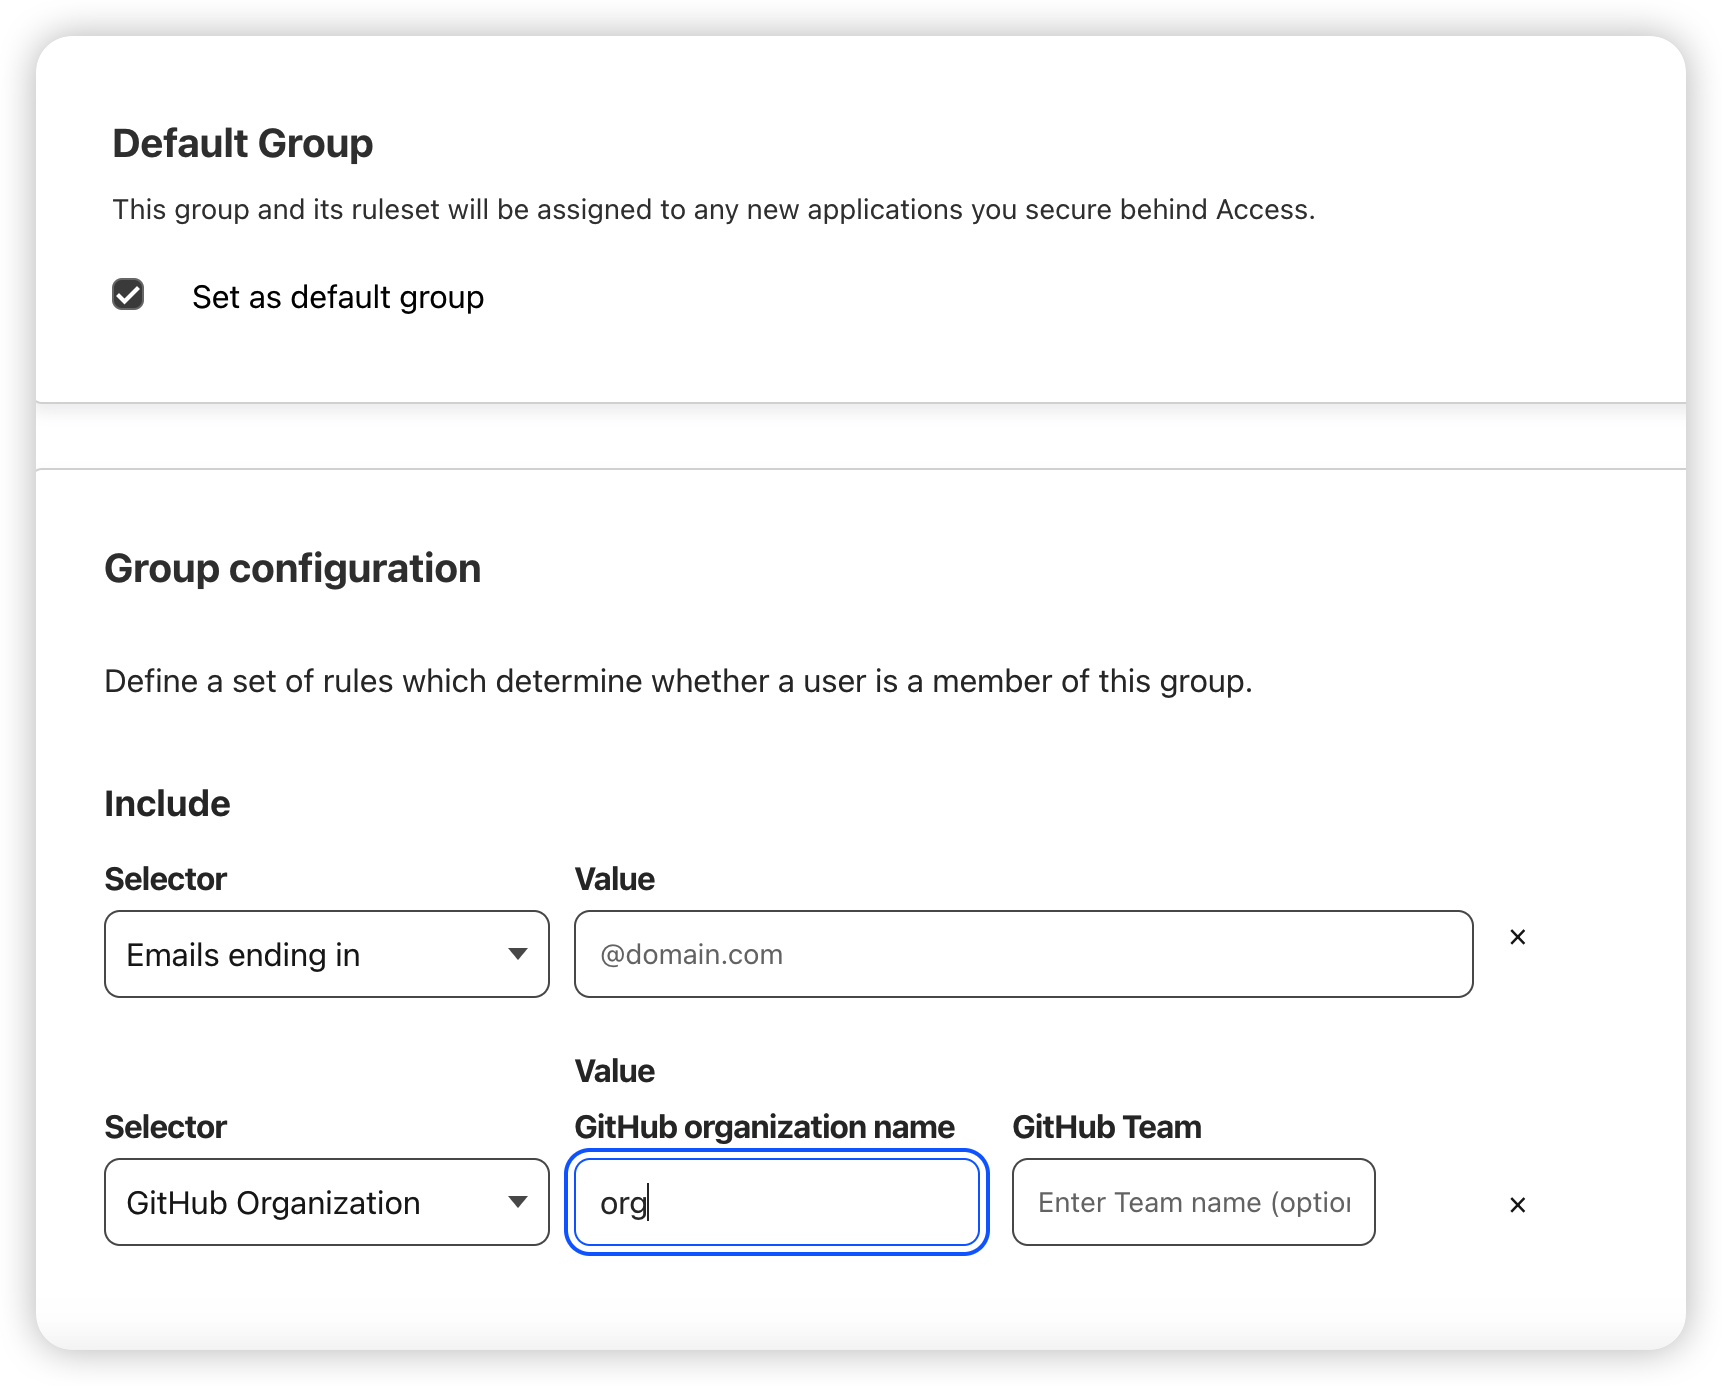 Default Group
This group and its ruleset will be assigned to any new applications you secure behind Access.
Set as default group
Group configuration
Define a set of rules which determine whether a user is a member of this group.
Include
Selector Value
Emails ending in @domain.com
Value
Selector GitHub organization name GitHub Team
GitHub Organization org Enter Team name (option